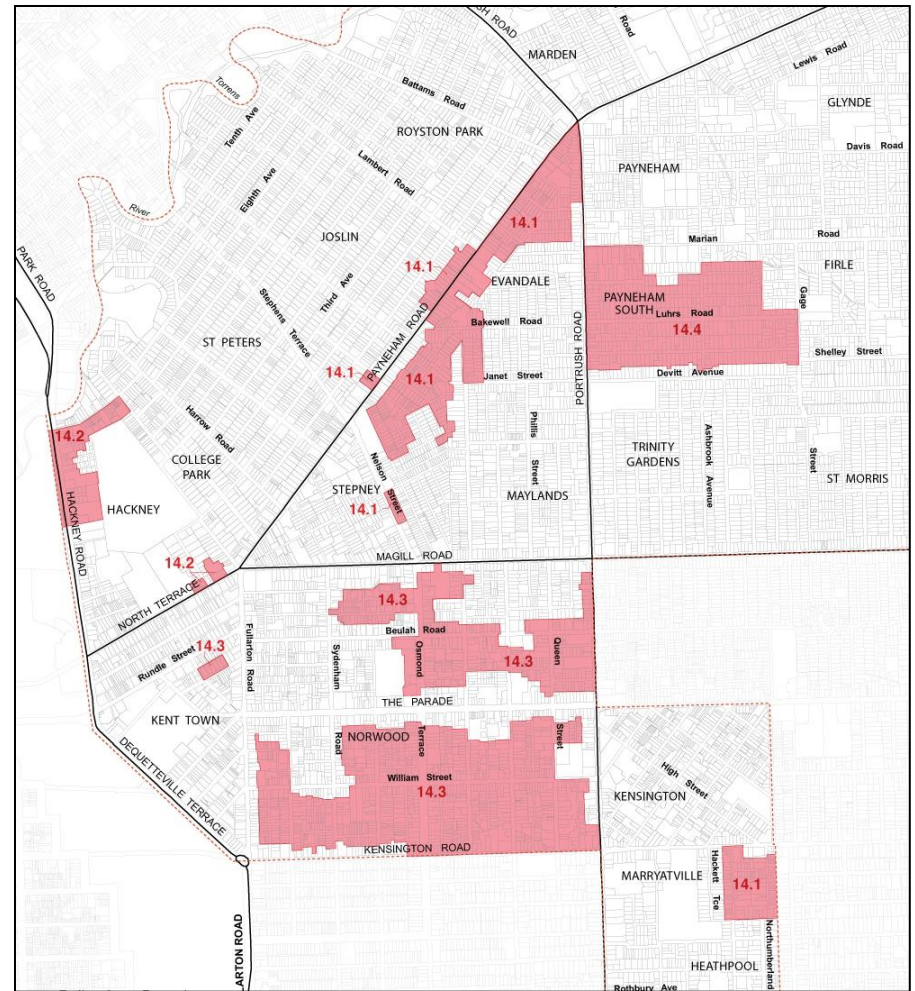 SH ROAD
MARDEN
Road
Lewis Road
GLYNDE
Battams Road
Torrens
Tenth Ave
ROYSTON PARK
Davis Road
Lambert Road
PAYNEHAM
Eighth Ave
River
14.1
JOSLIN
Marian Road
PARK ROAD
14.1
EVANDALE
FIRLE
Third Ave
Stephens Terrace
PAYNEHAM
SOUTH
Gage
Luhrs Road
Bakewell Road
14.4
PAYNEHAM ROAD
PORTRUSH ROAD
ST PETERS
Shelley Street
14.1
14.1
Janet Street
Devitt Avenue
Harrow Road
14.2
Phillis
Street
Ashbrook Avenue
TRINITY
GARDENS
Street
COLLEGE
PARK
Nelson Street
STEPNEY
ST MORRIS
MAYLANDS
14.1
HACKNEY
HACKNEY ROAD
MAGILL ROAD
14.2
NORTH TERRACE
14.3
Beulah Road
Fullarton Road
Sydenham
Osmond
Queen
14.3
Rundle Street
14.3
THE PARADE
KENT TOWN
Road
Terrace
Street
NORWOOD
DEQUETTEVILLE TERRACE
William Street
14.3
High Street
KENSINGTON
KENSINGTON ROAD
MARRYATVILLE
Hackett Tce
14.1
ARTON ROAD
Northumberland
HEATHPOOL
Rothbury Ave